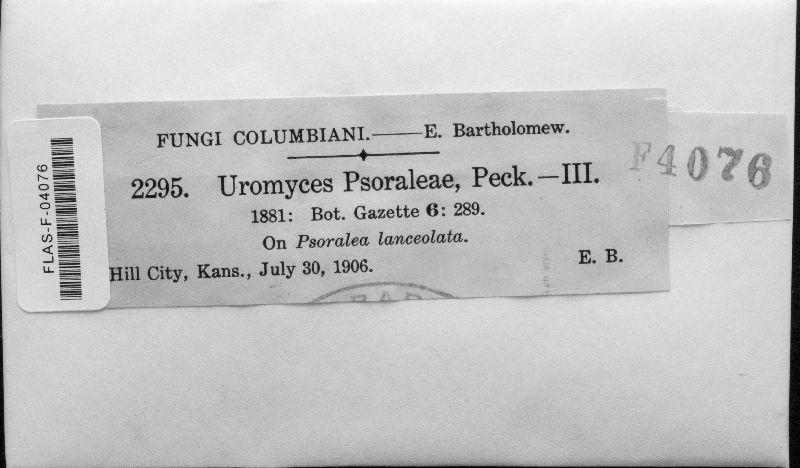 FUNGI COLUMBIANI.——E. Bartholomew.
2295. Uromyces Psoraleae, Peck.—III.
1881: Bot. Gazette 6: 289.
On Psoralea lanceolata.
Hill City, Kans., July 30, 1906.
E. B.
F4076
FLAS-F-04076